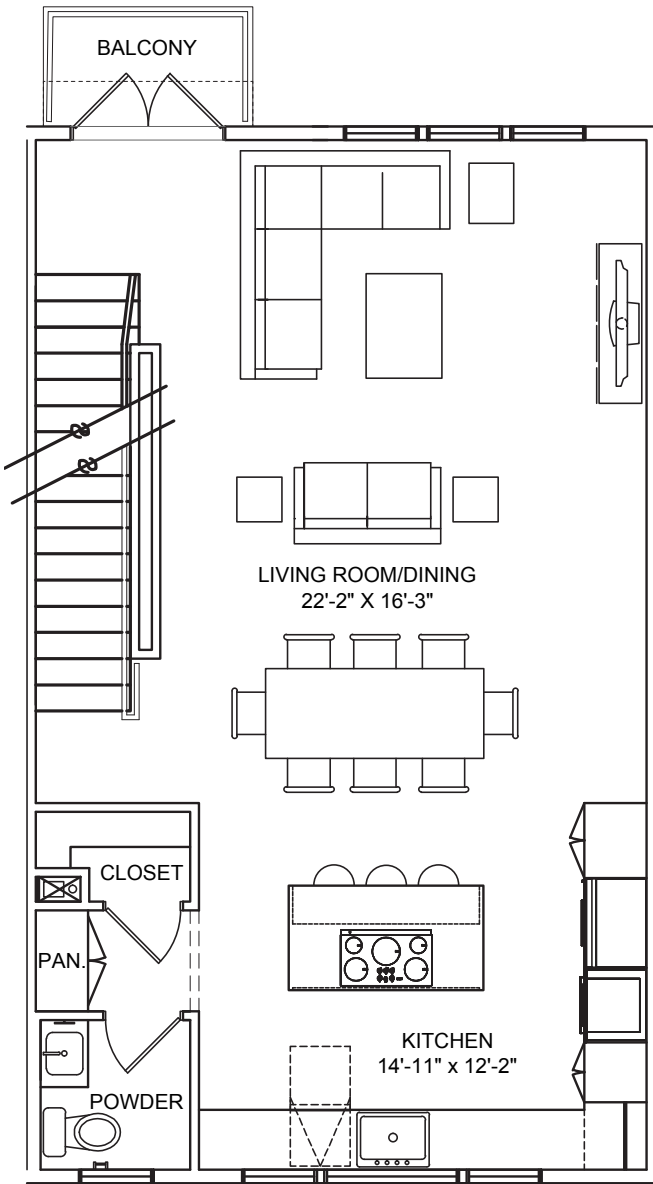 BALCONY
LIVING ROOM/DINING
22'-2" X 16'-3"
CLOSET
PAN.
KITCHEN
14'-11" x 12'-2"
POWDER